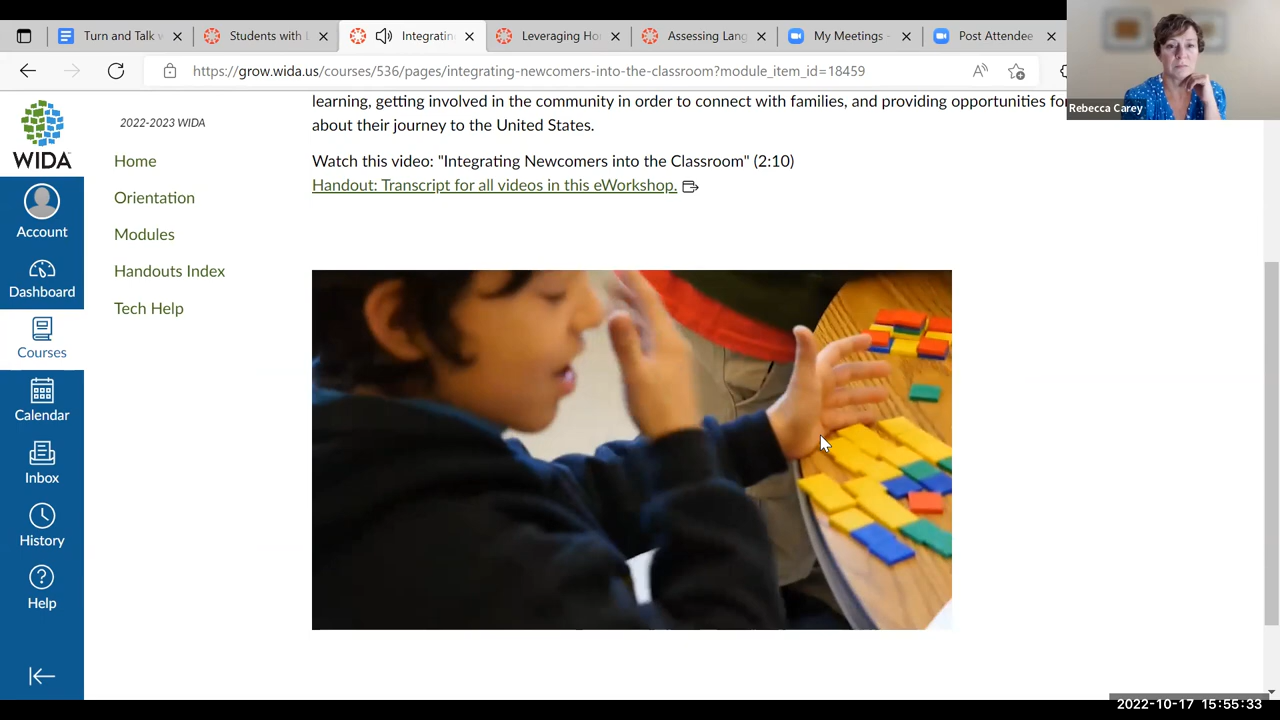 Turn and Talk w
Students with D
Integratin
Leveraging Ho
Assessing Lang
My Meetings -
Post Attendee
https://grow.wida.us/courses/536/pages/integrating-newcomers-into-the-classroom?module_item_id=18459
Rebecca Carey
WIDA
Account
Dashboard
Courses
Calendar
Inbox
History
Help
2022-2023 WIDA
Home
Orientation
Modules
Handouts Index
Tech Help
learning, getting involved in the community in order to connect with families, and providing opportunities for
about their journey to the United States.
Watch this video: "Integrating Newcomers into the Classroom" (2:10)
Handout: Transcript for all videos in this eWorkshop.
2022-10-17 15:55:33